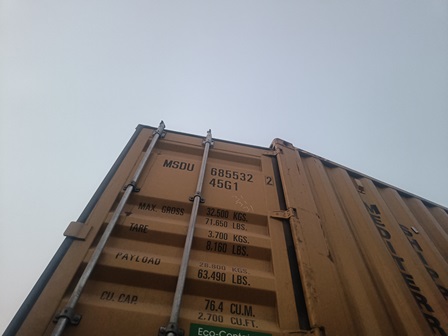 MSDU 685532 2
45G1
MAX. GROSS 32.500 KGS.
71.650 LBS.
TARE 3.700 KGS.
8.160 LBS.
PAYLOAD 28.800 KGS.
63.490 LBS.
CU. CAP. 76.4 CU.M.
2.700 CU.FT.